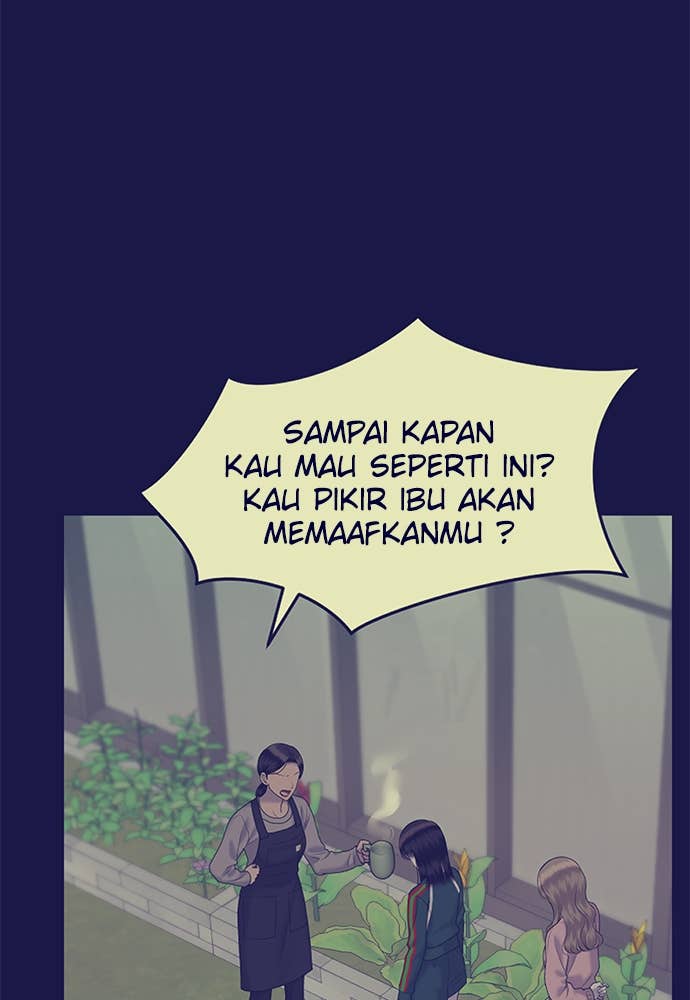 SAMPAI KAPAN
KAU MAU SEPERTI INI?
KAU PIKIR IBU AKAN
MEMAAFKANMU ?